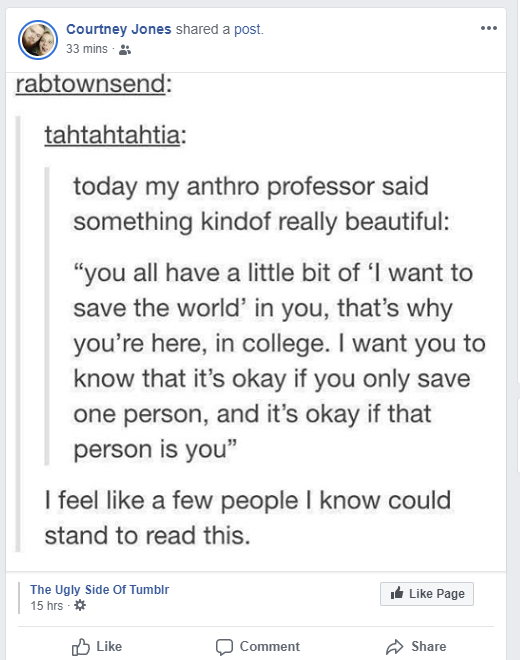 Courtney Jones shared a post.
33 mins ·
rabtownsend:
tahtahtahtia:
today my anthro professor said
something kindof really beautiful:
“you all have a little bit of ‘I want to
save the world’ in you, that’s why
you’re here, in college. I want you to
know that it’s okay if you only save
one person, and it’s okay if that
person is you”
I feel like a few people I know could
stand to read this.
The Ugly Side Of Tumblr
15 hrs ·
Like Page
Like Comment Share